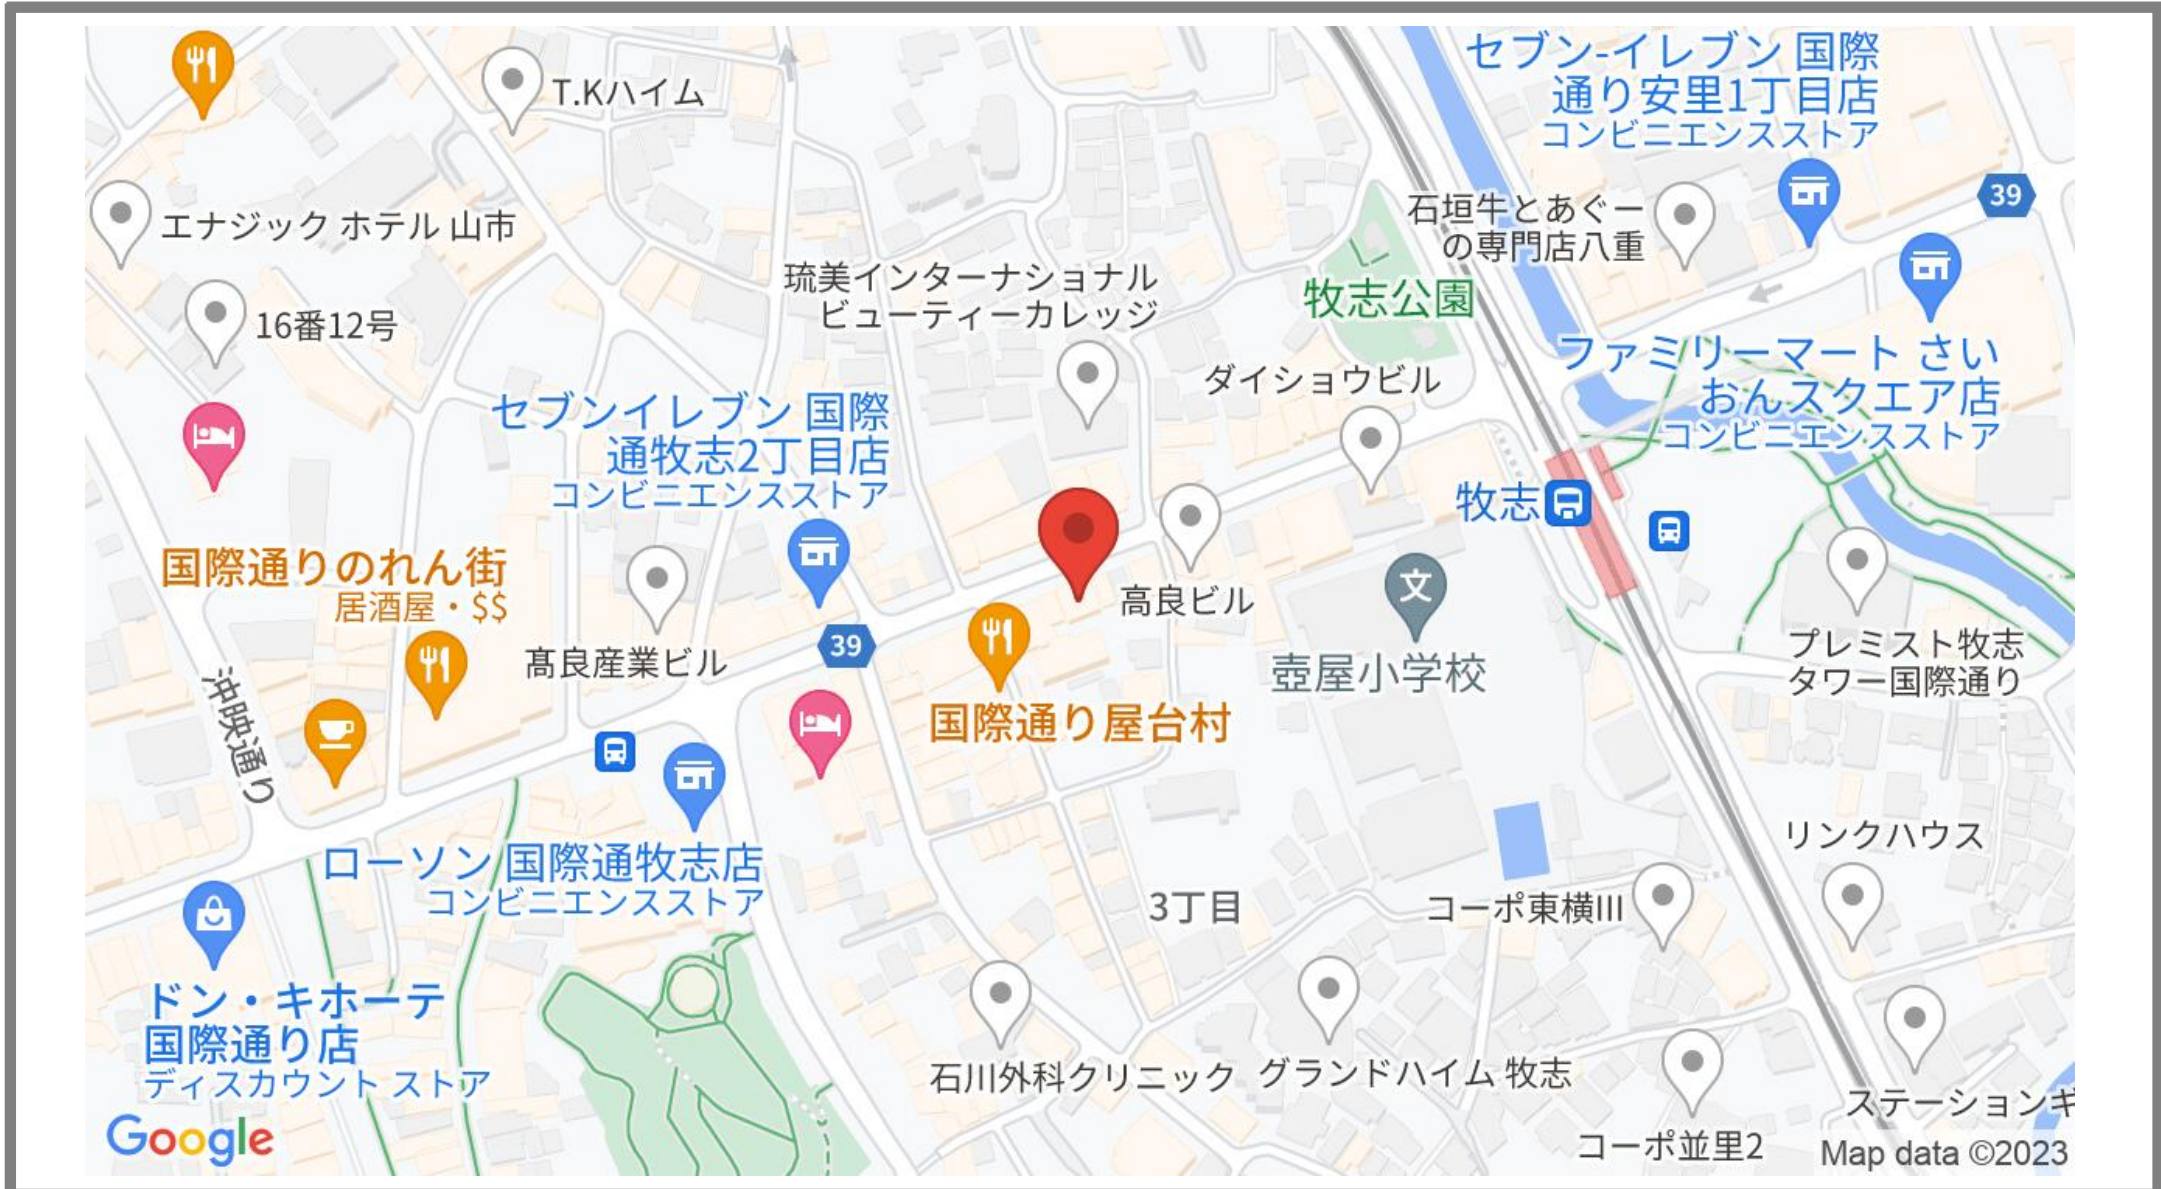 セブン-イレブン 国際
通り安里1丁目店
コンビニエンスストア
T.Kハイム
39
石垣牛とあぐー
の専門店八重
エナジック ホテル 山市
琉美インターナショナル
ビューティーカレッジ
牧志公園
16番12号
ファミリーマート さい
おんスクエア店
コンビニエンスストア
ダイショウビル
セブンイレブン 国際
通牧志2丁目店
コンビニエンスストア
牧志
国際通りのれん街
居酒屋・$$
高良ビル
髙良産業ビル
39
壺屋小学校
文
プレミスト牧志
タワー国際通り
国際通り屋台村
沖映通り
ローソン 国際通牧志店
コンビニエンスストア
リンクハウス
3丁目
コーポ東横III
ドン・キホーテ
国際通り店
ディスカウント ストア
石川外科クリニック
グランドハイム 牧志
ステーションギ
コーポ並里2
Google
Map data ©2023